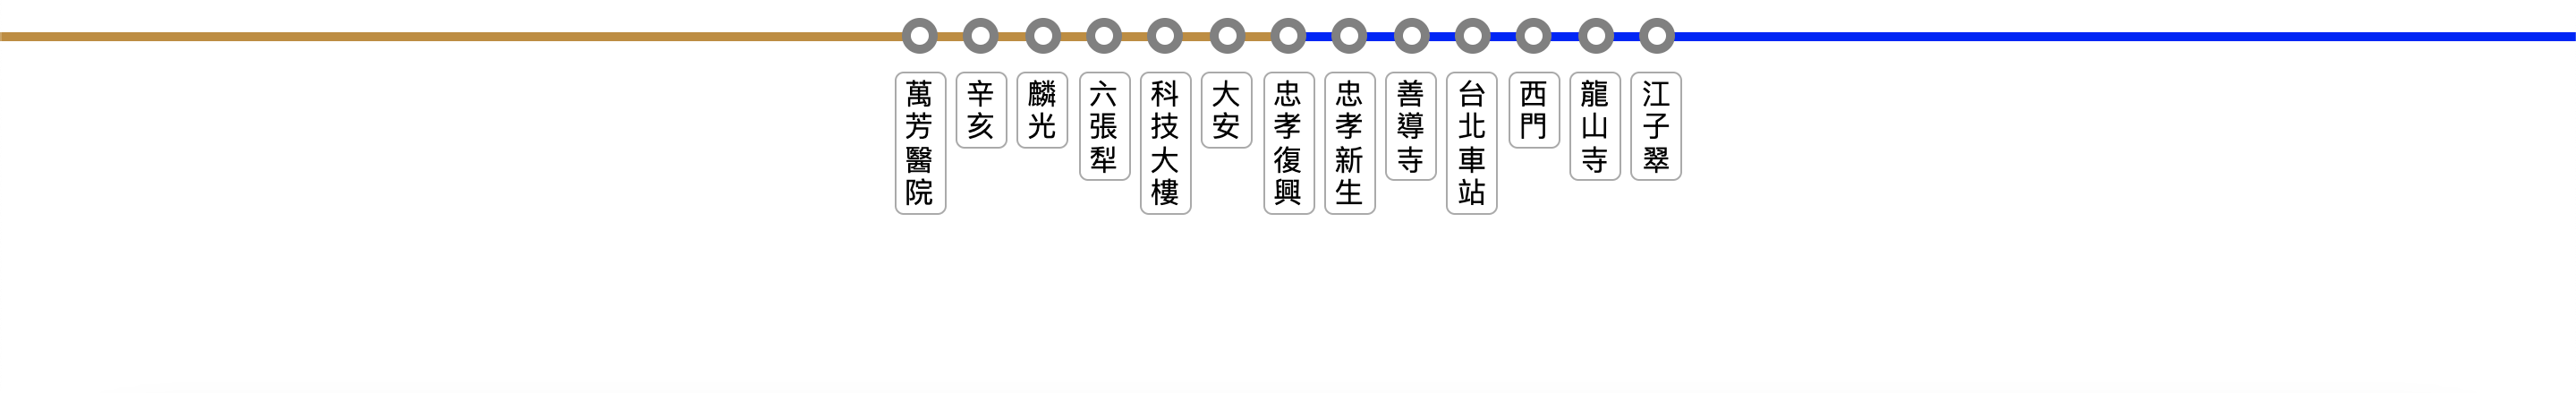 萬芳醫院
辛亥
麟光
六張犁
科技大樓
大安
忠孝復興
忠孝新生
善導寺
台北車站
西門
龍山寺
江子翠